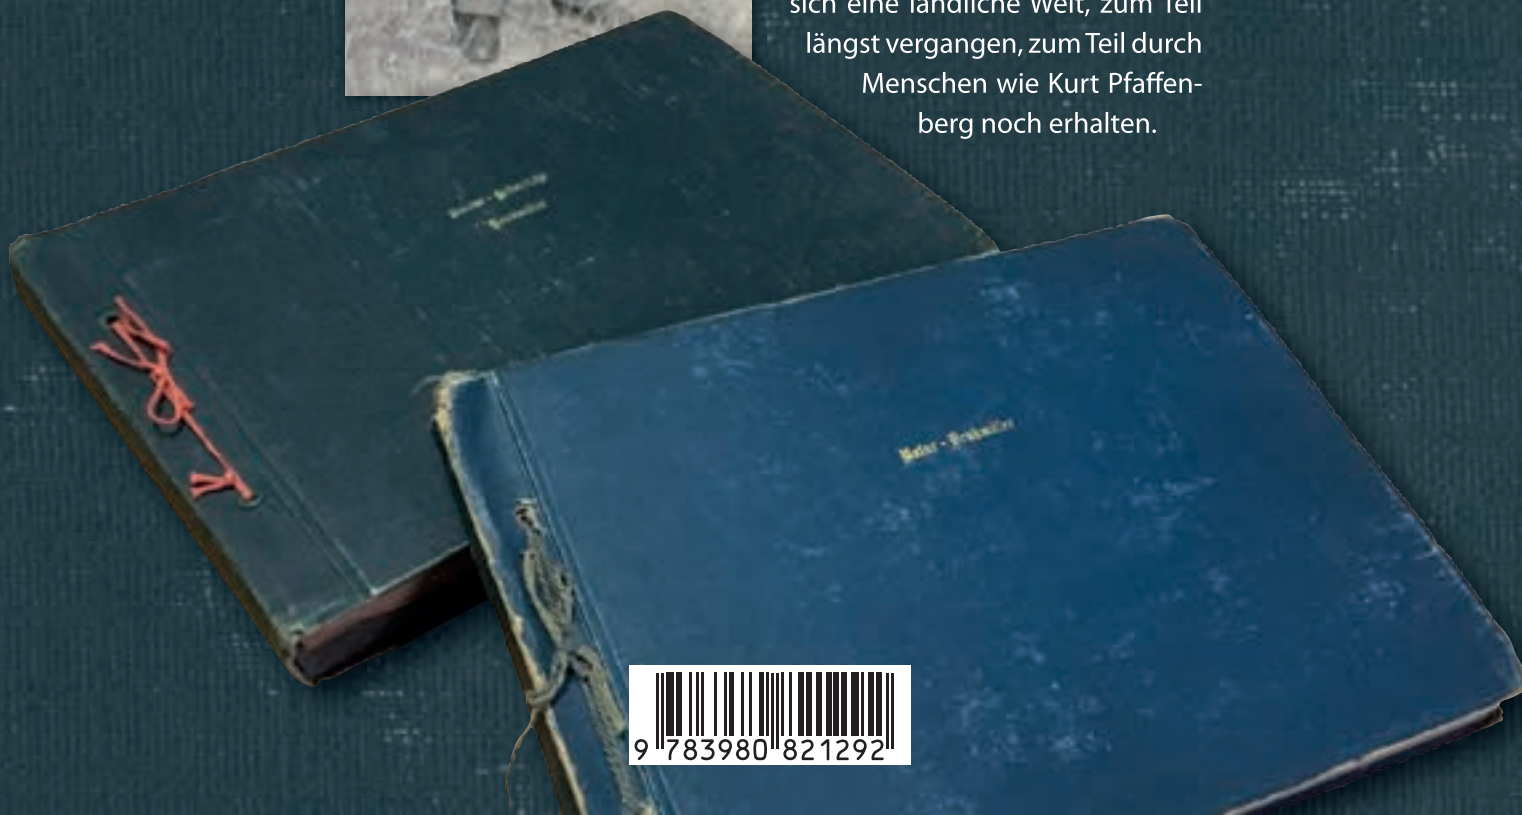 sich eine ländliche Welt, zum Teil
längst vergangen, zum Teil durch
Menschen wie Kurt Pfaffen-
berg noch erhalten.
9 783980 821292